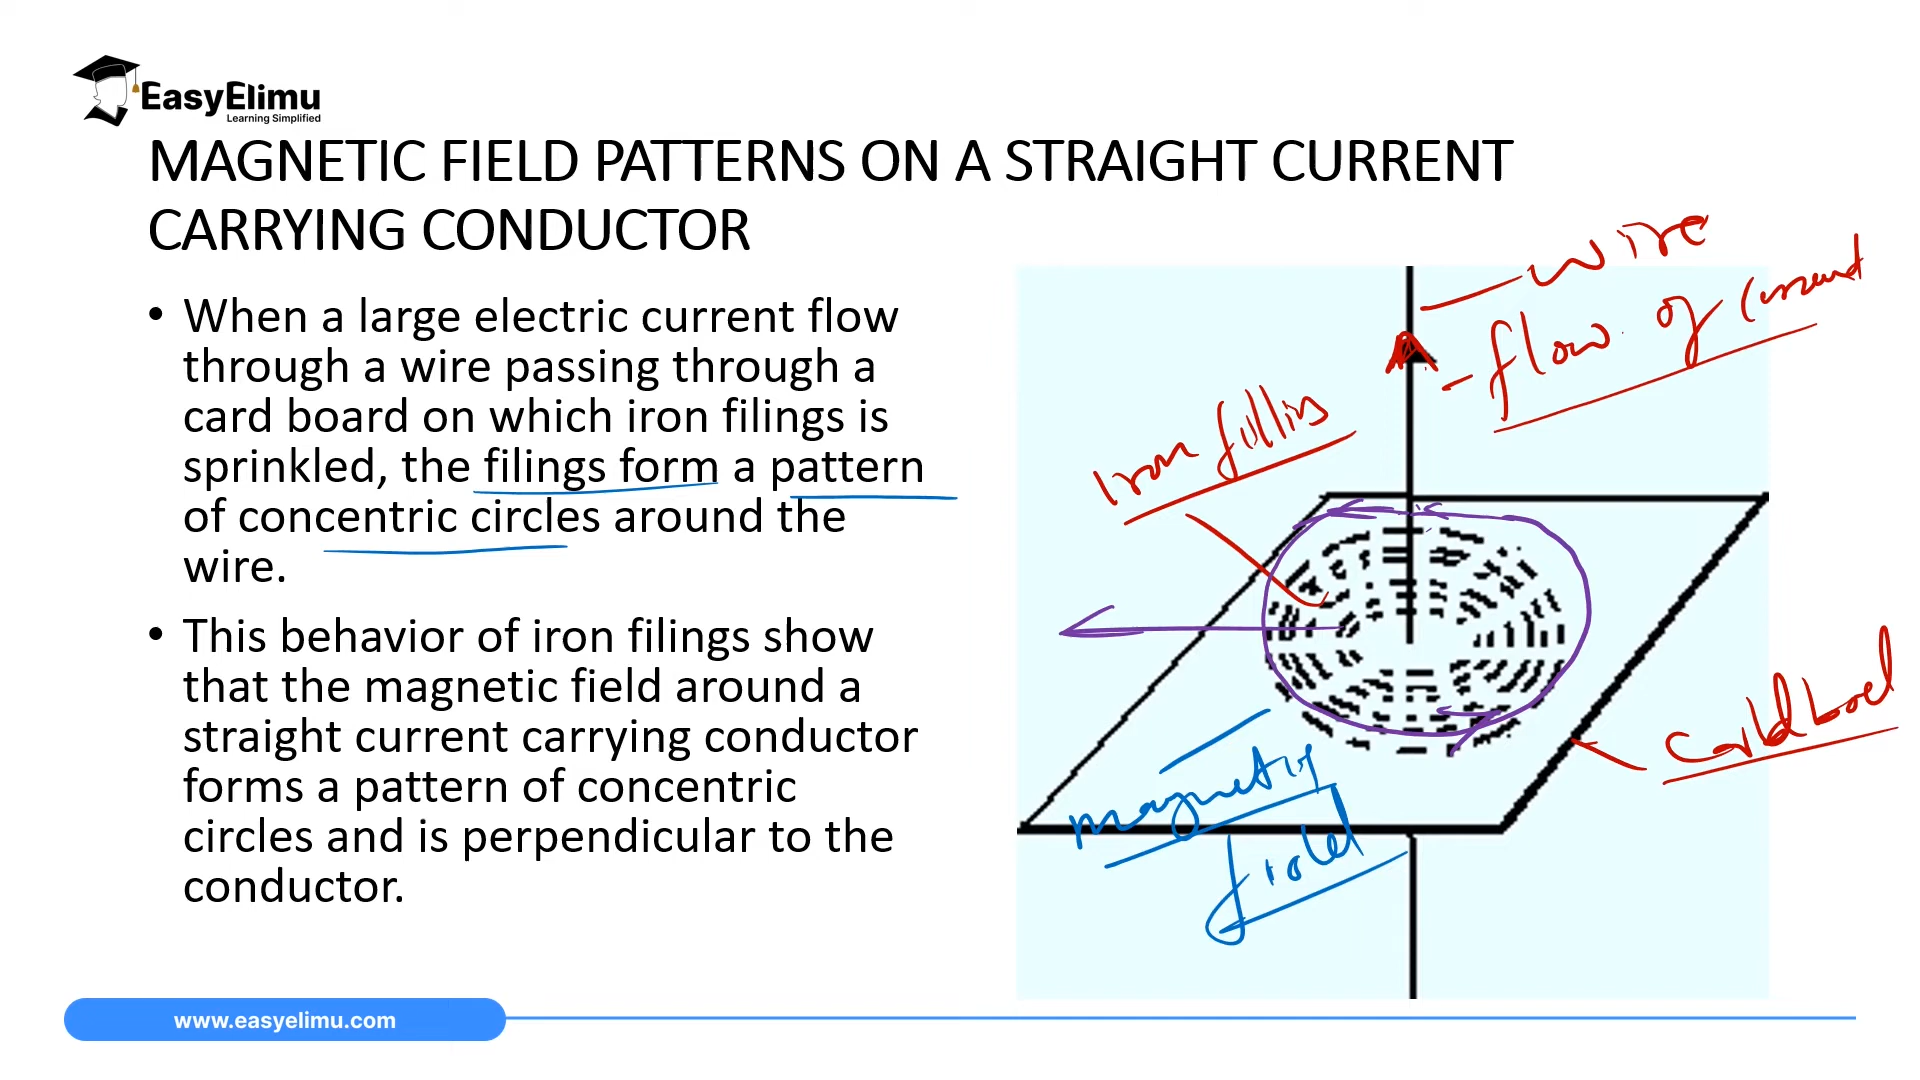 EasyElimu
Learning Simplified
MAGNETIC FIELD PATTERNS ON A STRAIGHT CURRENT
CARRYING CONDUCTOR
• When a large electric current flow
through a wire passing through a
card board on which iron filings is
sprinkled, the filings form a pattern
of concentric circles around the
wire.
• This behavior of iron filings show
that the magnetic field around a
straight current carrying conductor
forms a pattern of concentric
circles and is perpendicular to the
conductor.
wire
- flow of current
Iron
magnetic
field
www.easyelimu.com